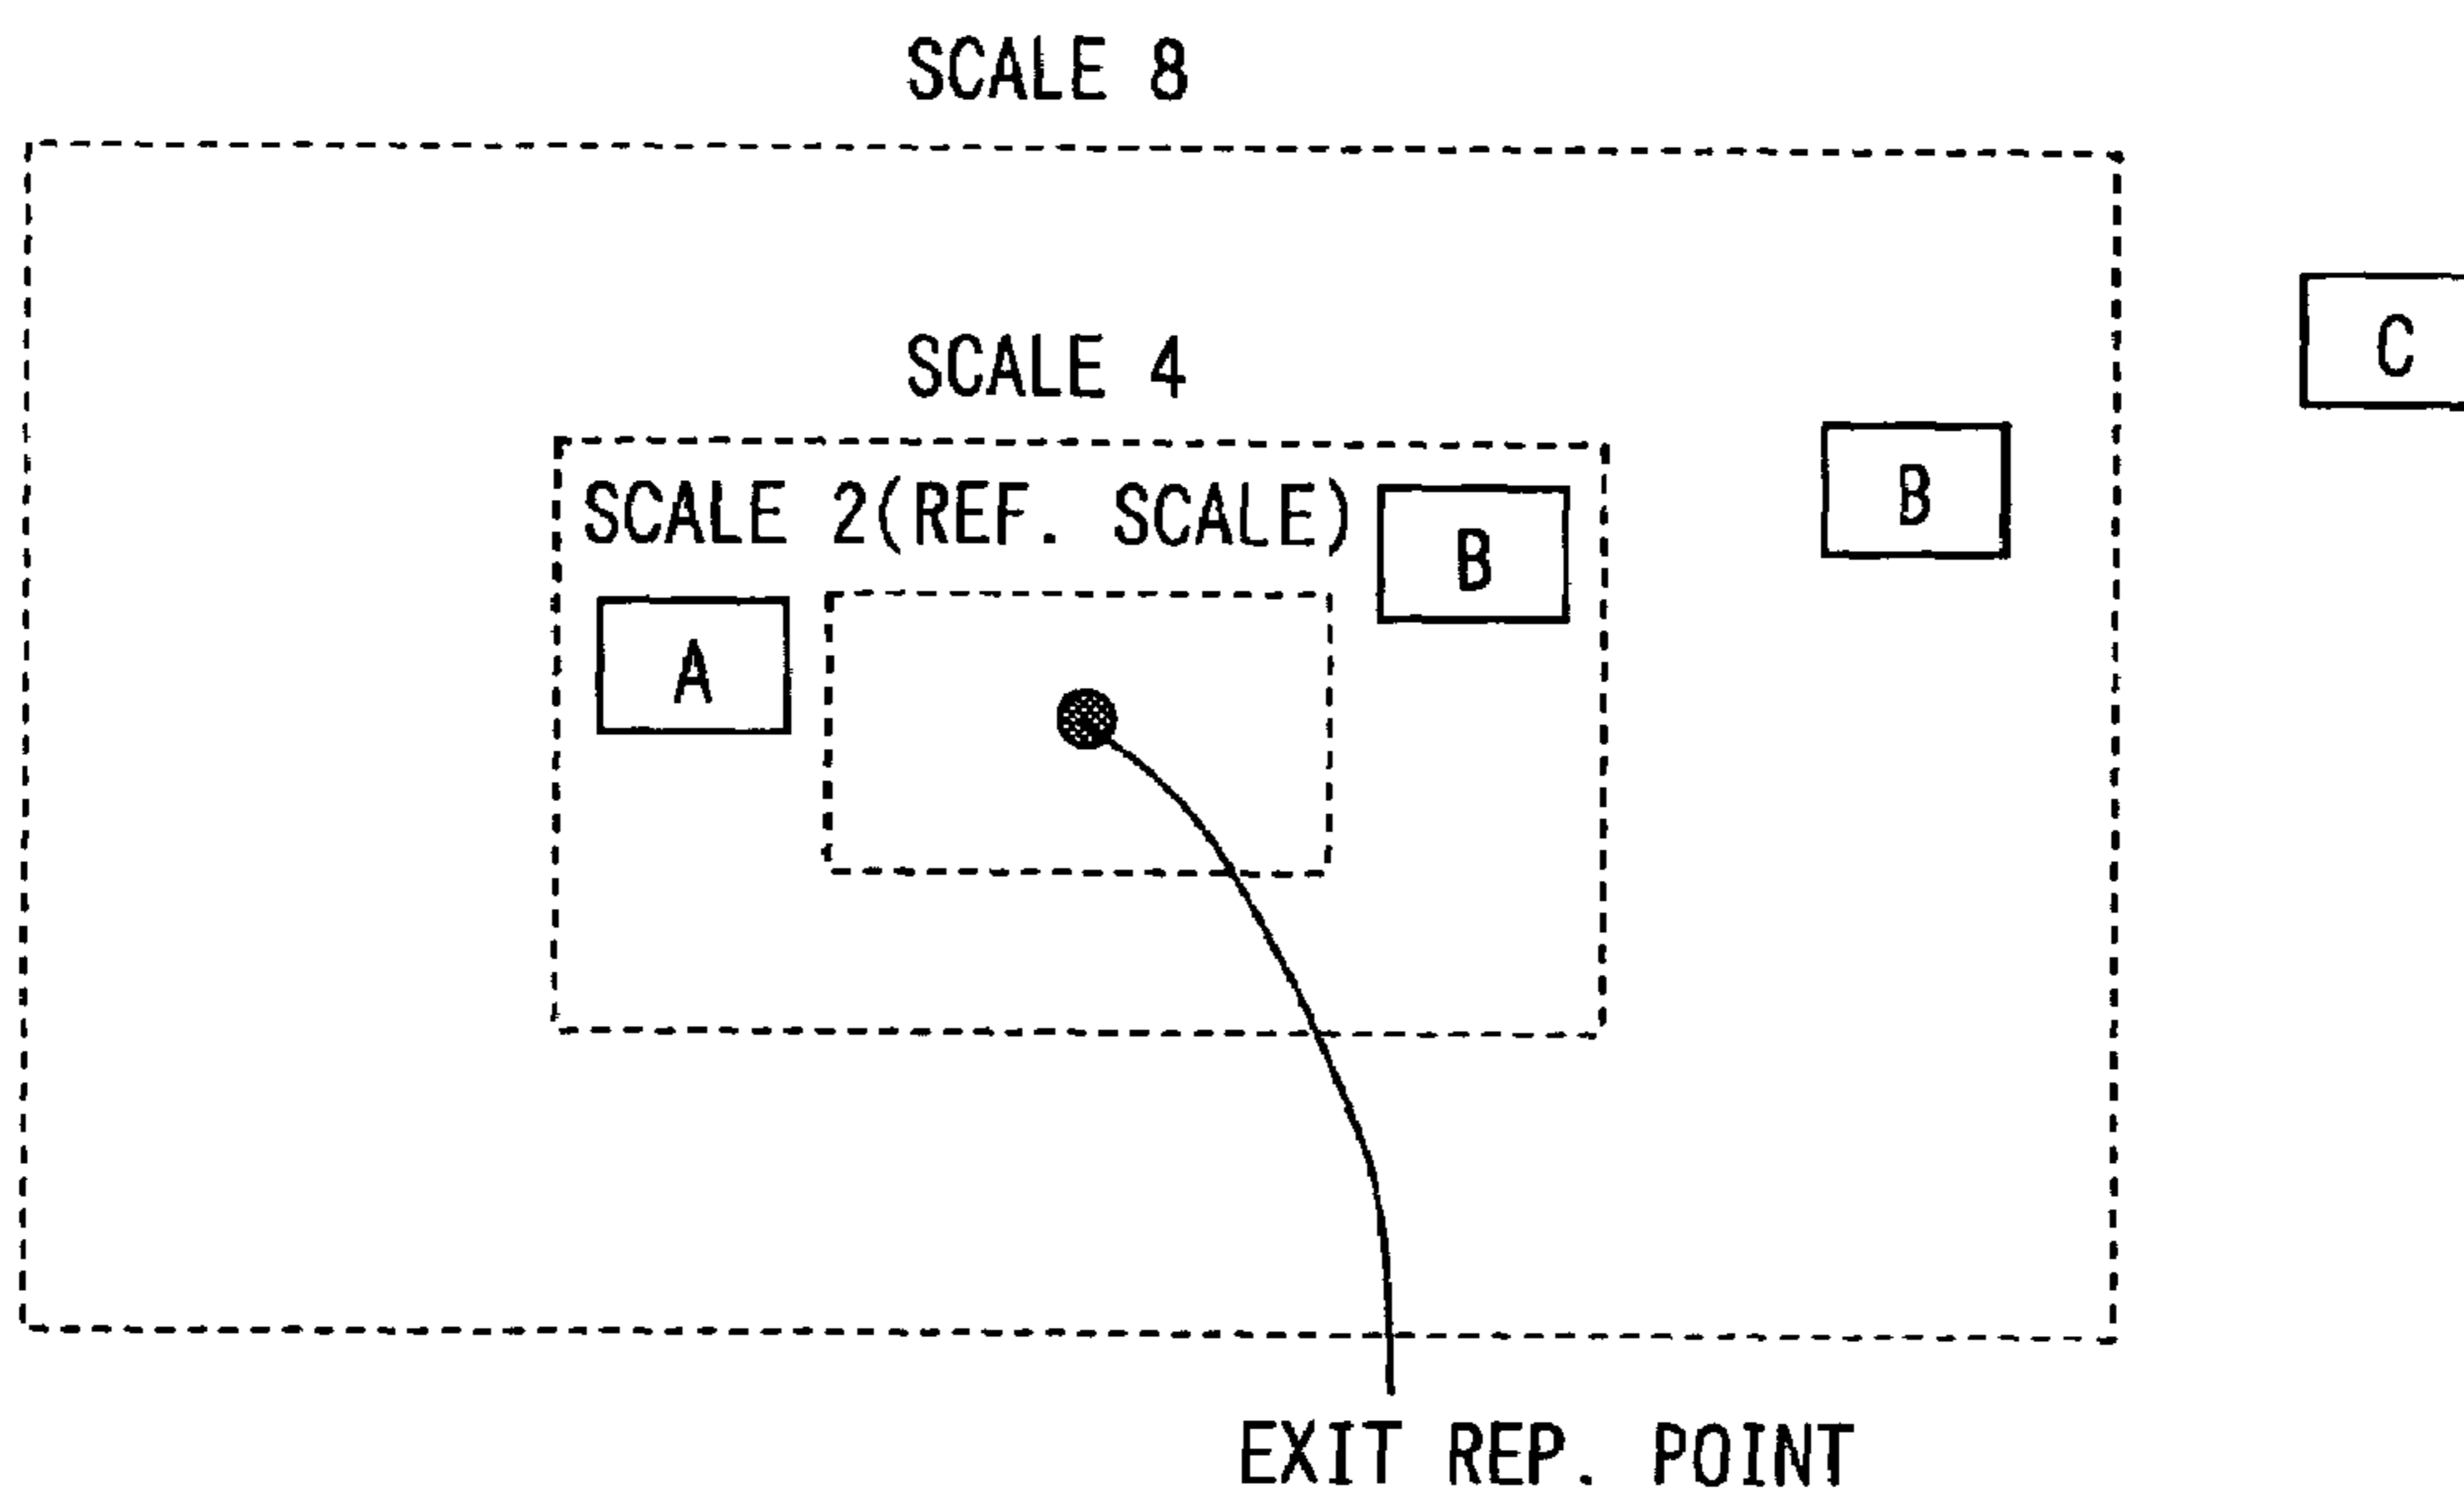 SCALE 8
C
SCALE 4
B
SCALE 2(REF. SCALE)
B
A
EXIT REP. POINT